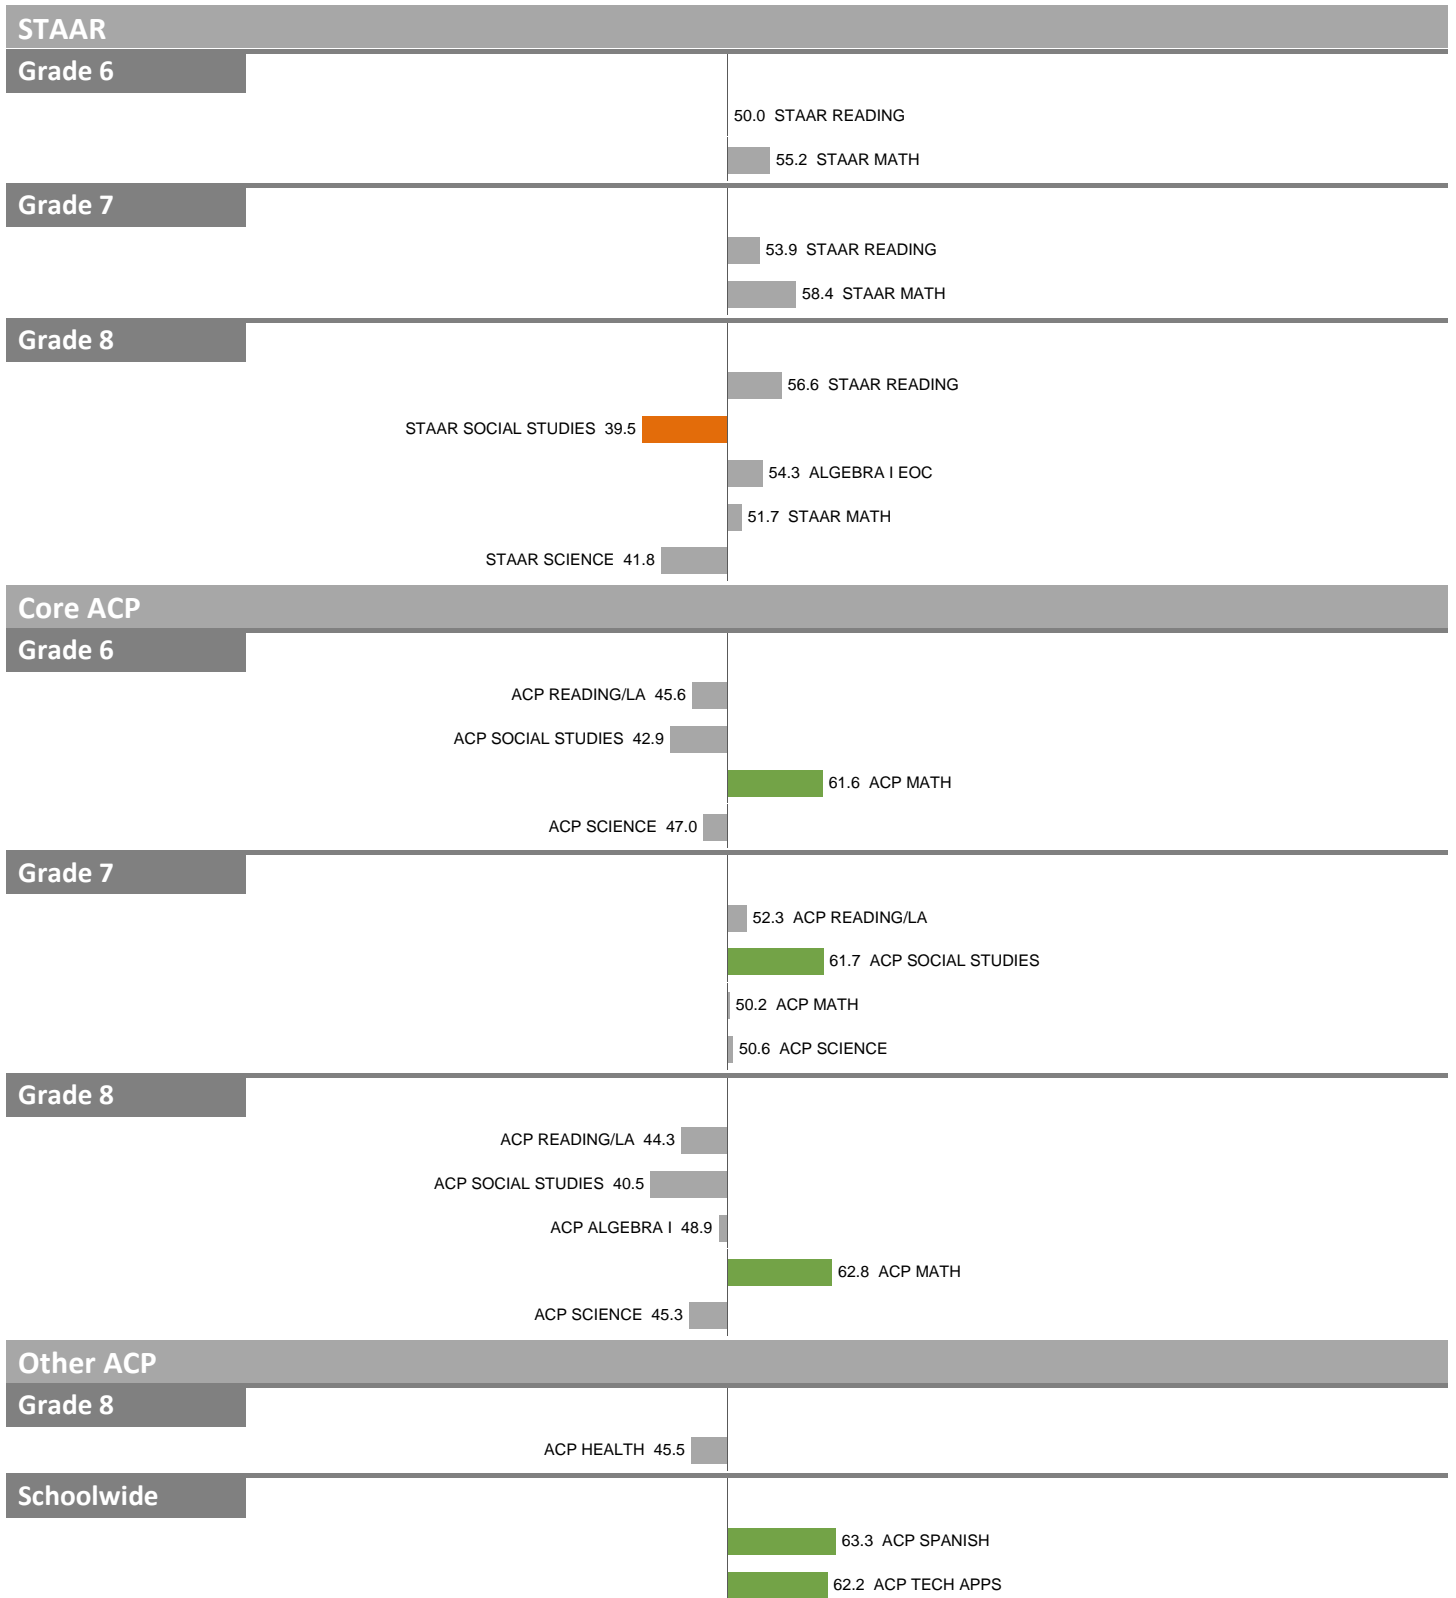 STAAR
Grade 6
50.0 STAAR READING
55.2 STAAR MATH
Grade 7
53.9 STAAR READING
58.4 STAAR MATH
Grade 8
56.6 STAAR READING
STAAR SOCIAL STUDIES 39.5
54.3 ALGEBRA I EOC
51.7 STAAR MATH
STAAR SCIENCE 41.8
Core ACP
Grade 6
ACP READING/LA 45.6
ACP SOCIAL STUDIES 42.9
61.6 ACP MATH
ACP SCIENCE 47.0
Grade 7
52.3 ACP READING/LA
61.7 ACP SOCIAL STUDIES
50.2 ACP MATH
50.6 ACP SCIENCE
Grade 8
ACP READING/LA 44.3
ACP SOCIAL STUDIES 40.5
ACP ALGEBRA I 48.9
62.8 ACP MATH
ACP SCIENCE 45.3
Other ACP
Grade 8
ACP HEALTH 45.5
Schoolwide
63.3 ACP SPANISH
62.2 ACP TECH APPS